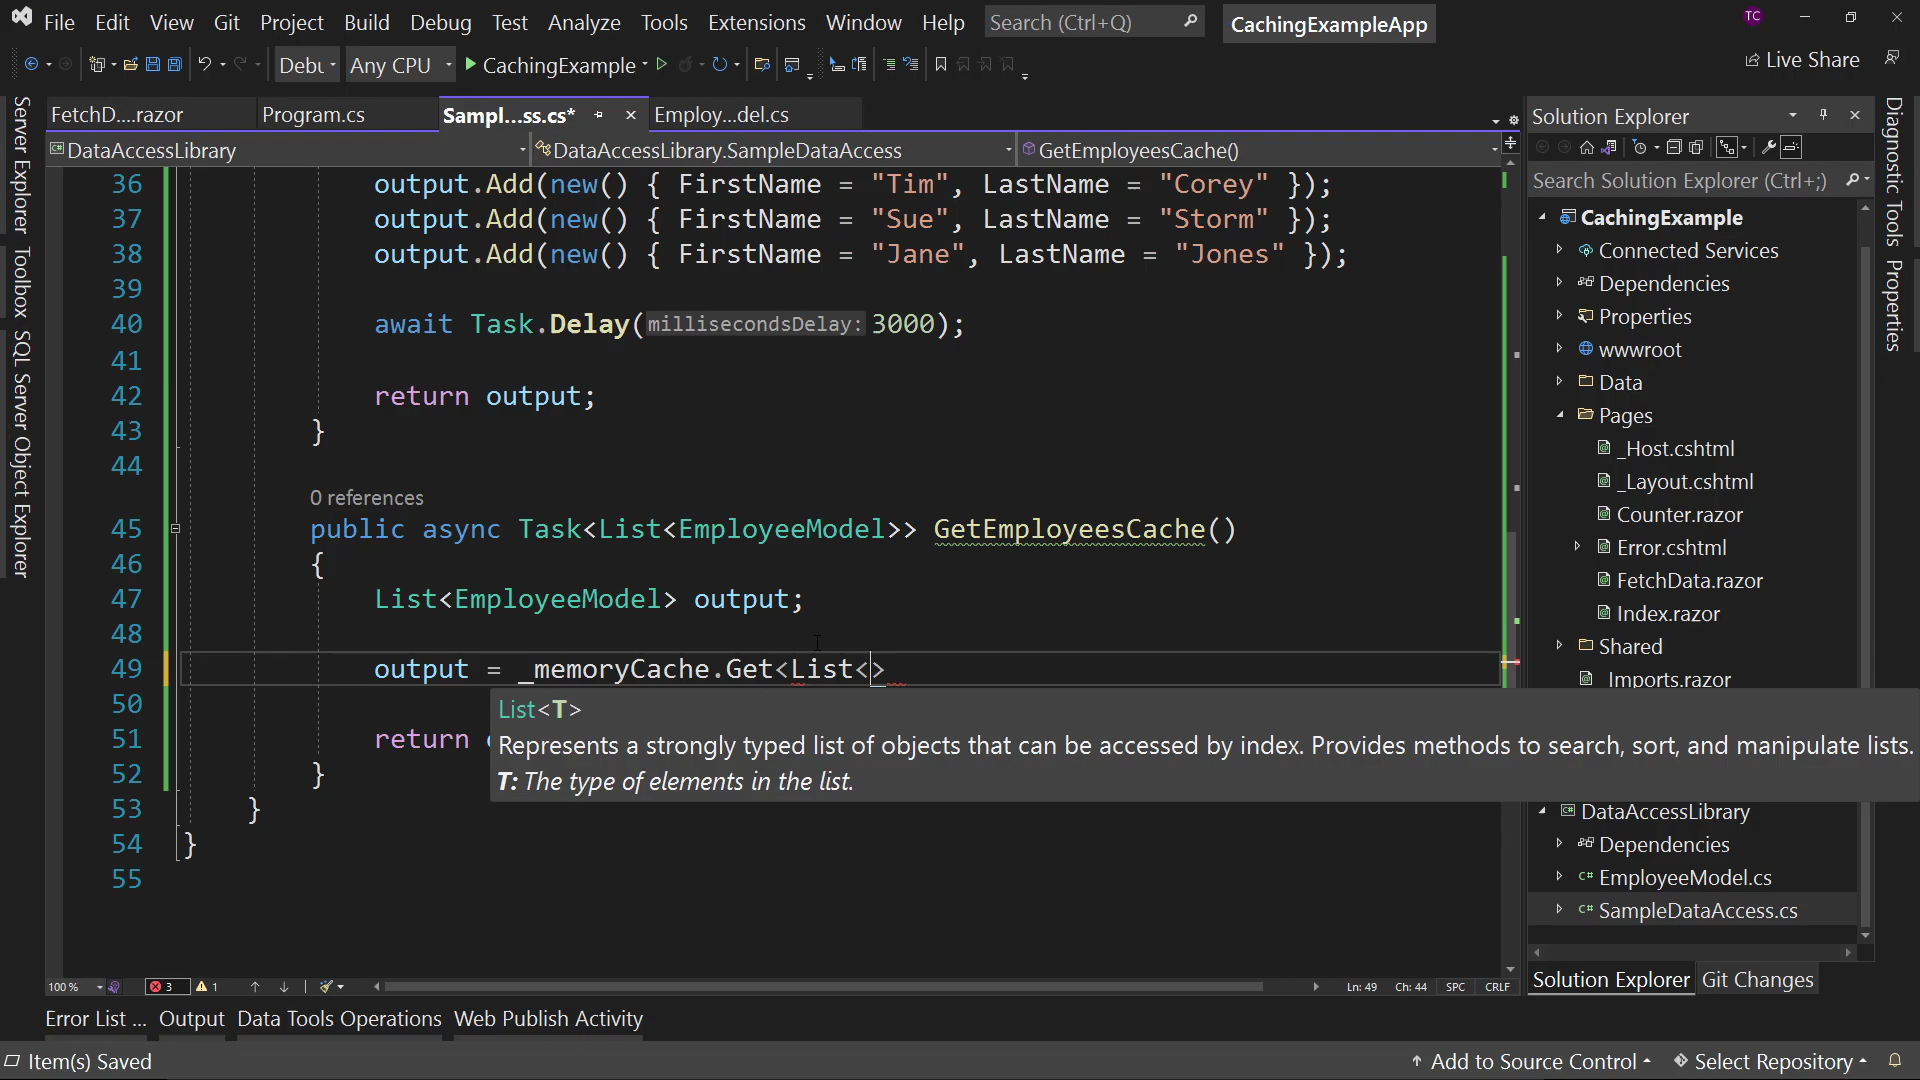 File Edit View Git Project Build Debug Test Analyze Tools Extensions Window Help Search (Ctrl+Q) CachingExampleApp TC
Debu Any CPU CachingExample Live Share
FetchD....razor Program.cs Sampl...ss.cs* Employ...del.cs
DataAccessLibrary DataAccessLibrary.SampleDataAccess GetEmployeesCache()
36 output.Add(new() { FirstName = "Tim", LastName = "Corey" });
37 output.Add(new() { FirstName = "Sue", LastName = "Storm" });
38 output.Add(new() { FirstName = "Jane", LastName = "Jones" });
39
40 await Task.Delay(millisecondsDelay: 3000);
41
42 return output;
43 }
44
0 references
45 public async Task<List<EmployeeModel>> GetEmployeesCache()
46 {
47 List<EmployeeModel> output;
48
49 output = _memoryCache.Get<List<>
50
List<T>
Represents a strongly typed list of objects that can be accessed by index. Provides methods to search, sort, and manipulate lists.
T: The type of elements in the list.
51 return
52 }
53 }
54 }
55
100 % 3 1 Ln: 49 Ch: 44 SPC CRLF
Server Explorer
Toolbox
SQL Server Object Explorer
Solution Explorer
Search Solution Explorer (Ctrl+;)
CachingExample
Connected Services
Dependencies
Properties
wwwroot
Data
Pages
_Host.cshtml
_Layout.cshtml
Counter.razor
Error.cshtml
FetchData.razor
Index.razor
Shared
_Imports.razor
DataAccessLibrary
Dependencies
EmployeeModel.cs
SampleDataAccess.cs
Solution Explorer Git Changes
Diagnostic Tools
Properties
Error List ... Output Data Tools Operations Web Publish Activity
Item(s) Saved Add to Source Control Select Repository